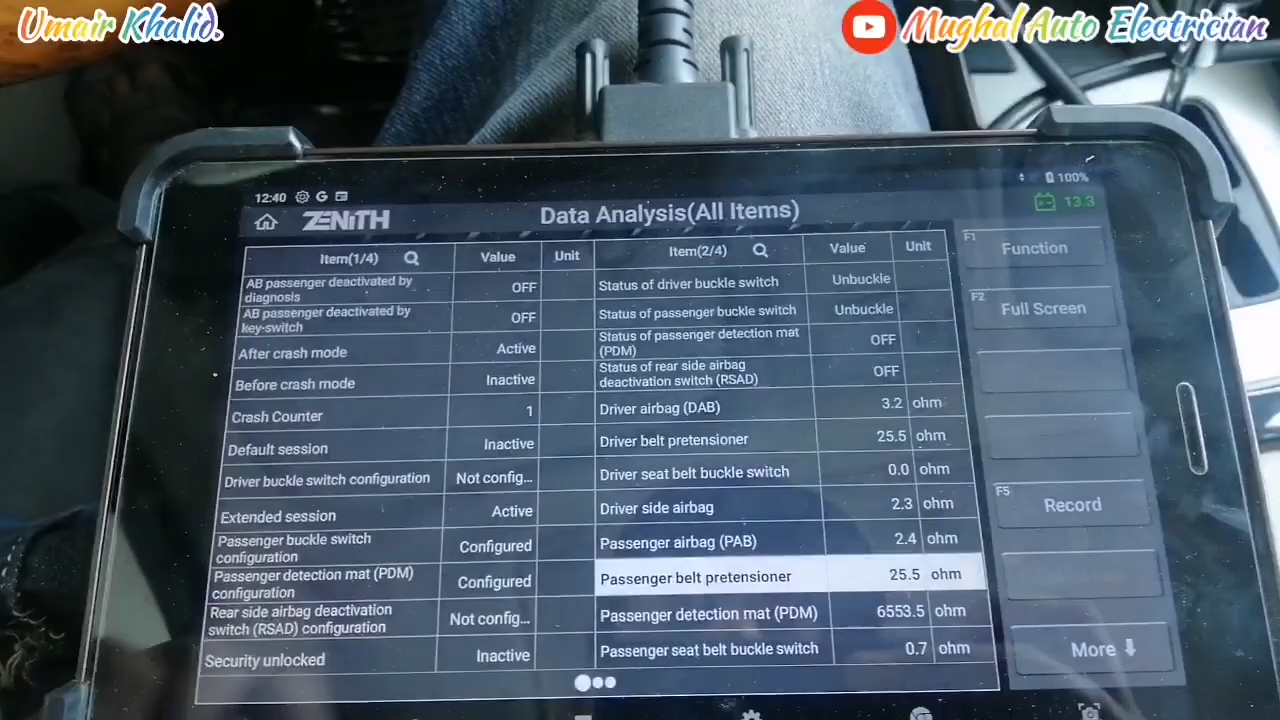 Umair Khalid.
Mughal Auto Electrician
12:40 G
100%
ZENITH
Data Analysis(All Items)
13.3
Item(1/4) Value Unit Item(2/4) Value Unit
AB passenger deactivated by
diagnosis
OFF
Status of driver buckle switch Unbuckle
AB passenger deactivated by
key-switch
OFF
Status of passenger buckle switch Unbuckle
After crash mode Active
Status of passenger detection mat
(PDM)
OFF
Before crash mode Inactive
Status of rear side airbag
deactivation switch (RSAD)
OFF
Crash Counter 1 Driver airbag (DAB) 3.2 ohm
Default session Inactive Driver belt pretensioner 25.5 ohm
Driver buckle switch configuration Not config... Driver seat belt buckle switch 0.0 ohm
Extended session Active Driver side airbag 2.3 ohm
Passenger buckle switch
configuration
Configured
Passenger airbag (PAB) 2.4 ohm
Passenger detection mat (PDM)
configuration
Configured
Passenger belt pretensioner 25.5 ohm
Rear side airbag deactivation
switch (RSAD) configuration
Not config...
Passenger detection mat (PDM) 6553.5 ohm
Security unlocked Inactive Passenger seat belt buckle switch 0.7 ohm
F1 Function
F2 Full Screen
F5 Record
More